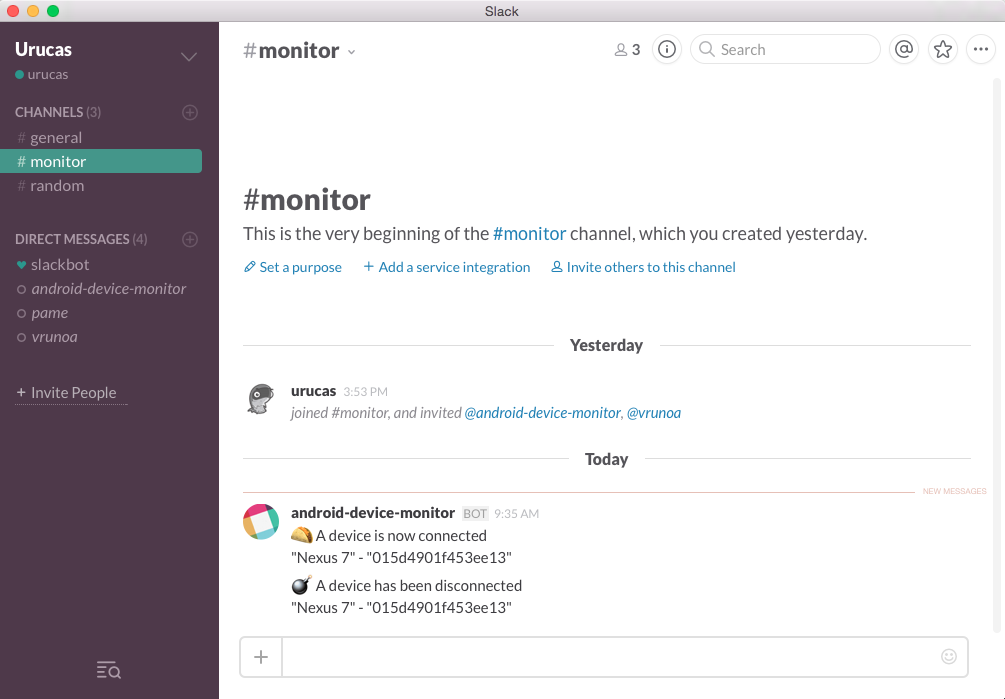 Slack
Urucas
urucas
CHANNELS (3)
# general
# monitor
# random
DIRECT MESSAGES (4)
slackbot
android-device-monitor
pame
vrunoa
+ Invite People
#monitor
3
Search
#monitor
This is the very beginning of the #monitor channel, which you created yesterday.
Set a purpose + Add a service integration Invite others to this channel
Yesterday
urucas 3:53 PM
joined #monitor, and invited @android-device-monitor, @vrunoa
Today
NEW MESSAGES
android-device-monitor BOT 9:35 AM
A device is now connected
"Nexus 7" - "015d4901f453ee13"
A device has been disconnected
"Nexus 7" - "015d4901f453ee13"